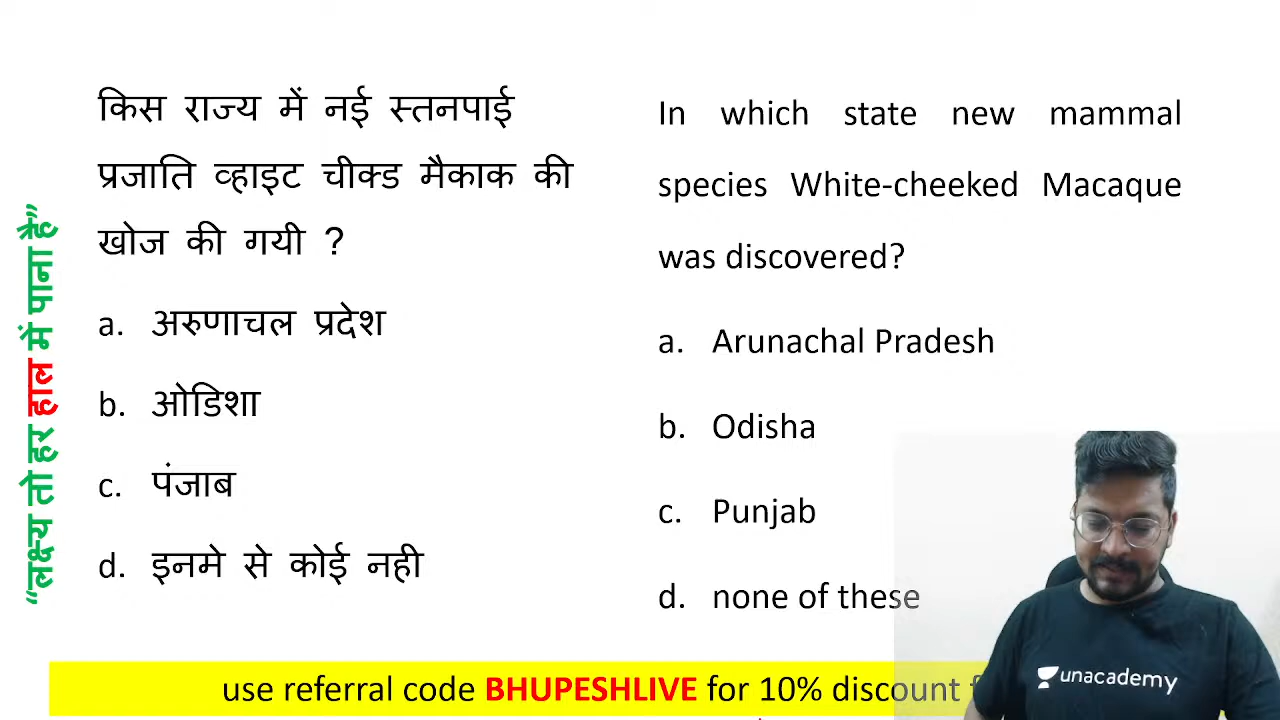 “लक्ष्य तो हर हाल में पाना है”
किस राज्य में नई स्तनपाई
प्रजाति व्हाइट चीक्ड मैकाक की
खोज की गयी ?
a. अरुणाचल प्रदेश
b. ओडिशा
c. पंजाब
d. इनमे से कोई नही
In which state new mammal
species White-cheeked Macaque
was discovered?
a. Arunachal Pradesh
b. Odisha
c. Punjab
d. none of these
unacademy
use referral code BHUPESHLIVE for 10% discount